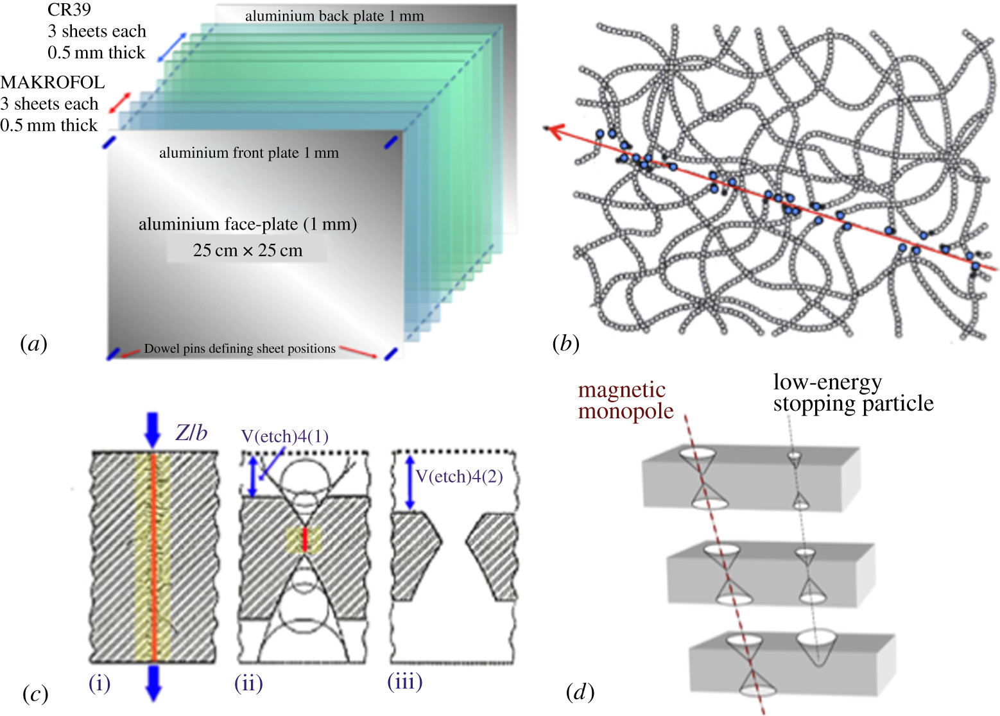 CR39
3 sheets each
0.5 mm thick
MAKROFOL
3 sheets each
0.5 mm thick
aluminium back plate 1 mm
aluminium front plate 1 mm
aluminium face-plate (1 mm)
25 cm × 25 cm
Dowel pins defining sheet positions
(a)
(b)
Z/b
V(etch)4(1)
V(etch)4(2)
(i)
(ii)
(iii)
(c)
magnetic
monopole
low-energy
stopping particle
(d)